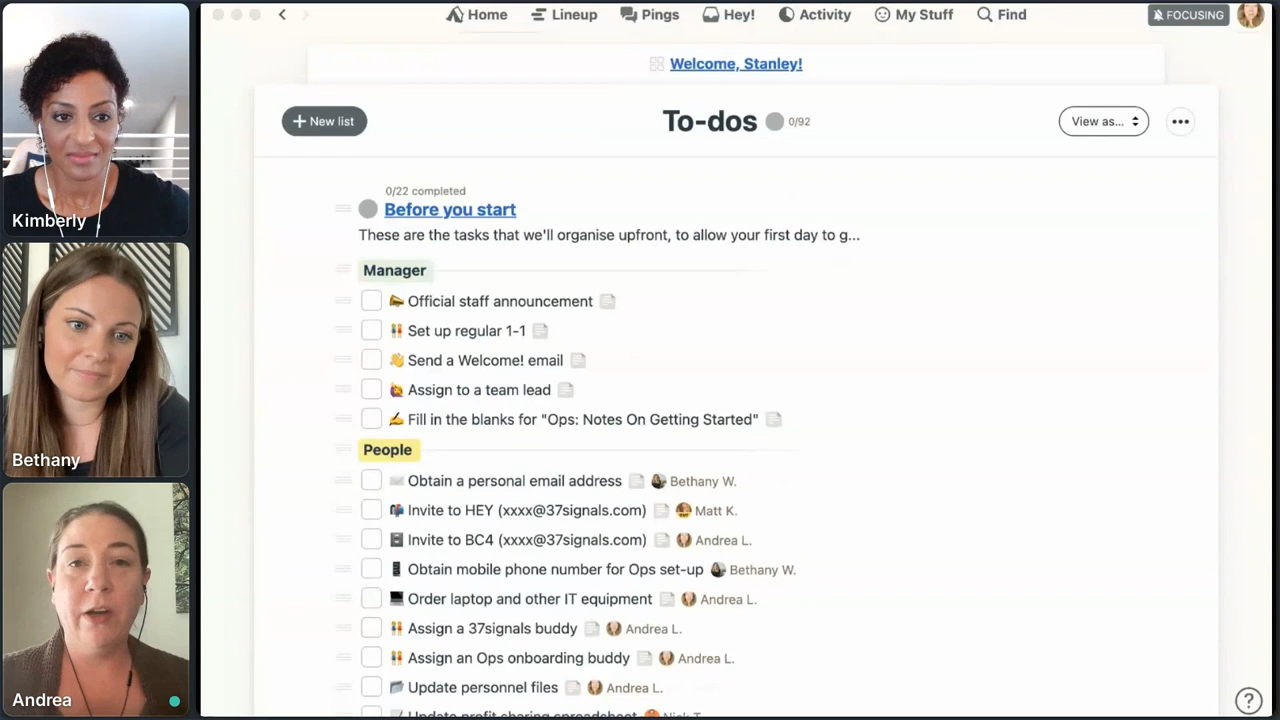 Home
Lineup
Pings
Hey!
Activity
My Stuff
Find
FOCUSING
Welcome, Stanley!
+ New list
To-dos
0/92
View as...
0/22 completed
Before you start
These are the tasks that we'll organise upfront, to allow your first day to g...
Manager
Official staff announcement
Set up regular 1-1
Send a Welcome! email
Assign to a team lead
Fill in the blanks for "Ops: Notes On Getting Started"
People
Obtain a personal email address Bethany W.
Invite to HEY (xxxx@37signals.com) Matt K.
Invite to BC4 (xxxx@37signals.com) Andrea L.
Obtain mobile phone number for Ops set-up Bethany W.
Order laptop and other IT equipment Andrea L.
Assign a 37signals buddy Andrea L.
Assign an Ops onboarding buddy Andrea L.
Update personnel files Andrea L.
Update profit sharing spreadsheet Nick T.
?
Kimberly
Bethany
Andrea